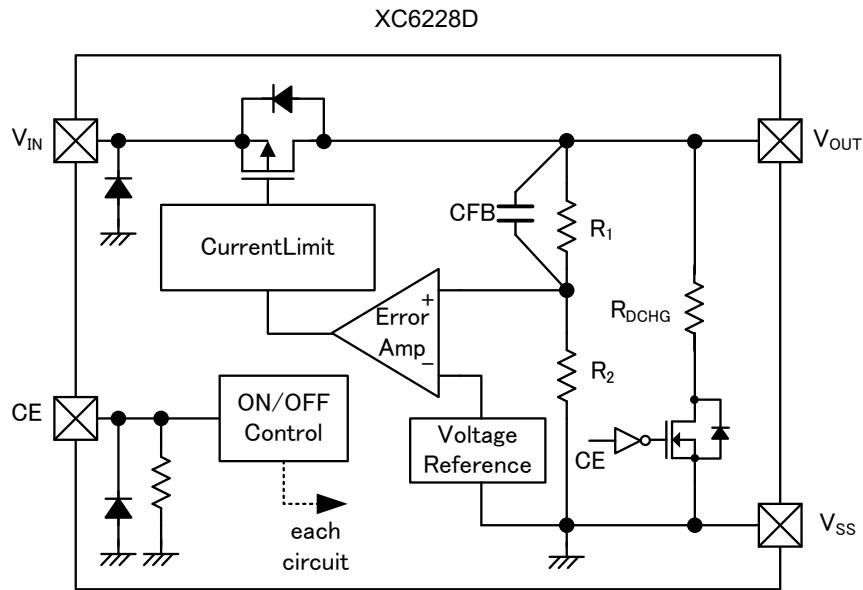 XC6228D
VIN
VOUT
CFB
R1
CurrentLimit
RDCHG
+
Error
Amp
-
R2
CE
ON/OFF
Control
Voltage
Reference
CE
each
circuit
VSS